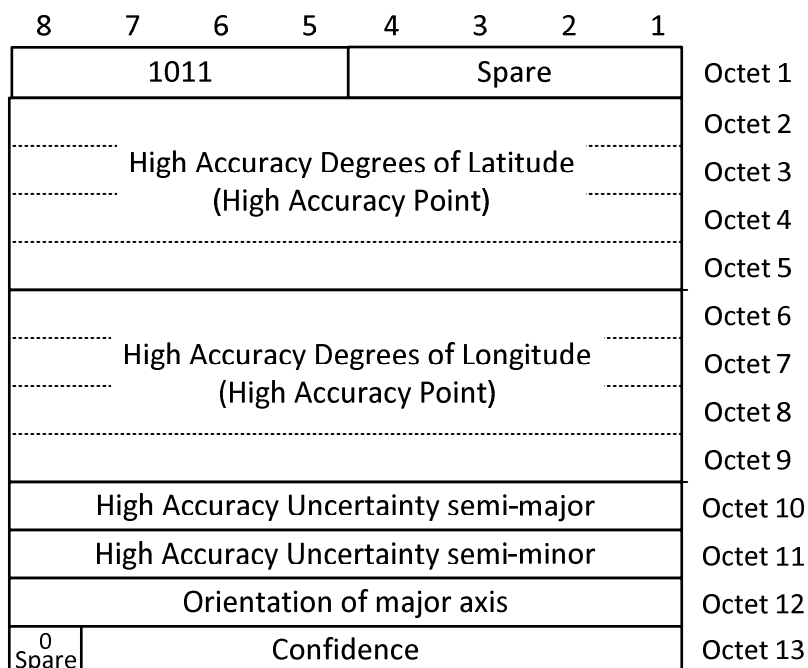 8 7 6 5 4 3 2 1
1011 Spare Octet 1
Octet 2
High Accuracy Degrees of Latitude Octet 3
(High Accuracy Point) Octet 4
Octet 5
Octet 6
High Accuracy Degrees of Longitude Octet 7
(High Accuracy Point) Octet 8
Octet 9
High Accuracy Uncertainty semi-major Octet 10
High Accuracy Uncertainty semi-minor Octet 11
Orientation of major axis Octet 12
0
Spare Confidence Octet 13